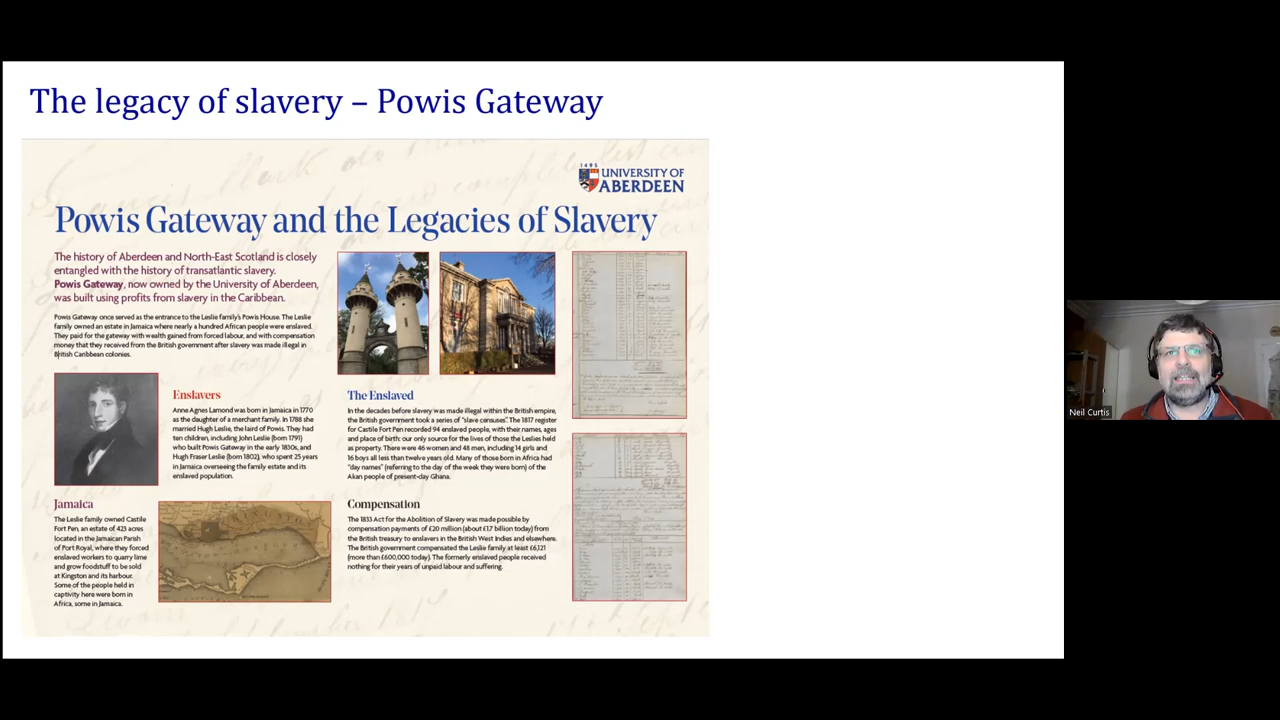 The legacy of slavery – Powis Gateway
1495
UNIVERSITY OF
ABERDEEN
Powis Gateway and the Legacies of Slavery
The history of Aberdeen and North-East Scotland is closely
entangled with the history of transatlantic slavery.
Powis Gateway, now owned by the University of Aberdeen,
was built using profits from slavery in the Caribbean.
Powis Gateway once served as the entrance to the Leslie family's Powis House. The Leslie
family owned an estate in Jamaica where nearly a hundred African people were enslaved.
They paid for the gateway with wealth gained from forced labour, and with compensation
money that they received from the British government after slavery was made illegal in
British Caribbean colonies.
Enslavers
Anne Agnes Lamond was born in Jamaica in 1770
as the daughter of a merchant family. In 1788 she
married Hugh Leslie, the laird of Powis. They had
ten children, including John Leslie (born 1791)
who built Powis Gateway in the early 1830s, and
Hugh Fraser Leslie (born 1802), who spent 25 years
in Jamaica overseeing the family estate and its
enslaved population.
The Enslaved
In the decades before slavery was made illegal within the British empire,
the British government took a series of "slave censuses". The 1817 register
for Castile Fort Pen recorded 94 enslaved people, with their names, ages
and place of birth: our only source for the lives of those the Leslies held
as property. There were 46 women and 48 men, including 14 girls and
16 boys all less than twelve years old. Many of those born in Africa had
"day names" (referring to the day of the week they were born) of the
Akan people of present-day Ghana.
Jamaica
The Leslie family owned Castile
Fort Pen, an estate of 423 acres
located in the Jamaican Parish
of Port Royal, where they forced
enslaved workers to quarry lime
and grow foodstuff to be sold
at Kingston and its harbour.
Some of the people held in
captivity here were born in
Africa, some in Jamaica.
Compensation
The 1833 Act for the Abolition of Slavery was made possible by
compensation payments of £20 million (about £17 billion today) from
the British treasury to enslavers in the British West Indies and elsewhere.
The British government compensated the Leslie family at least £6,121
(more than £600,000 today). The formerly enslaved people received
nothing for their years of unpaid labour and suffering.
Neil Curtis